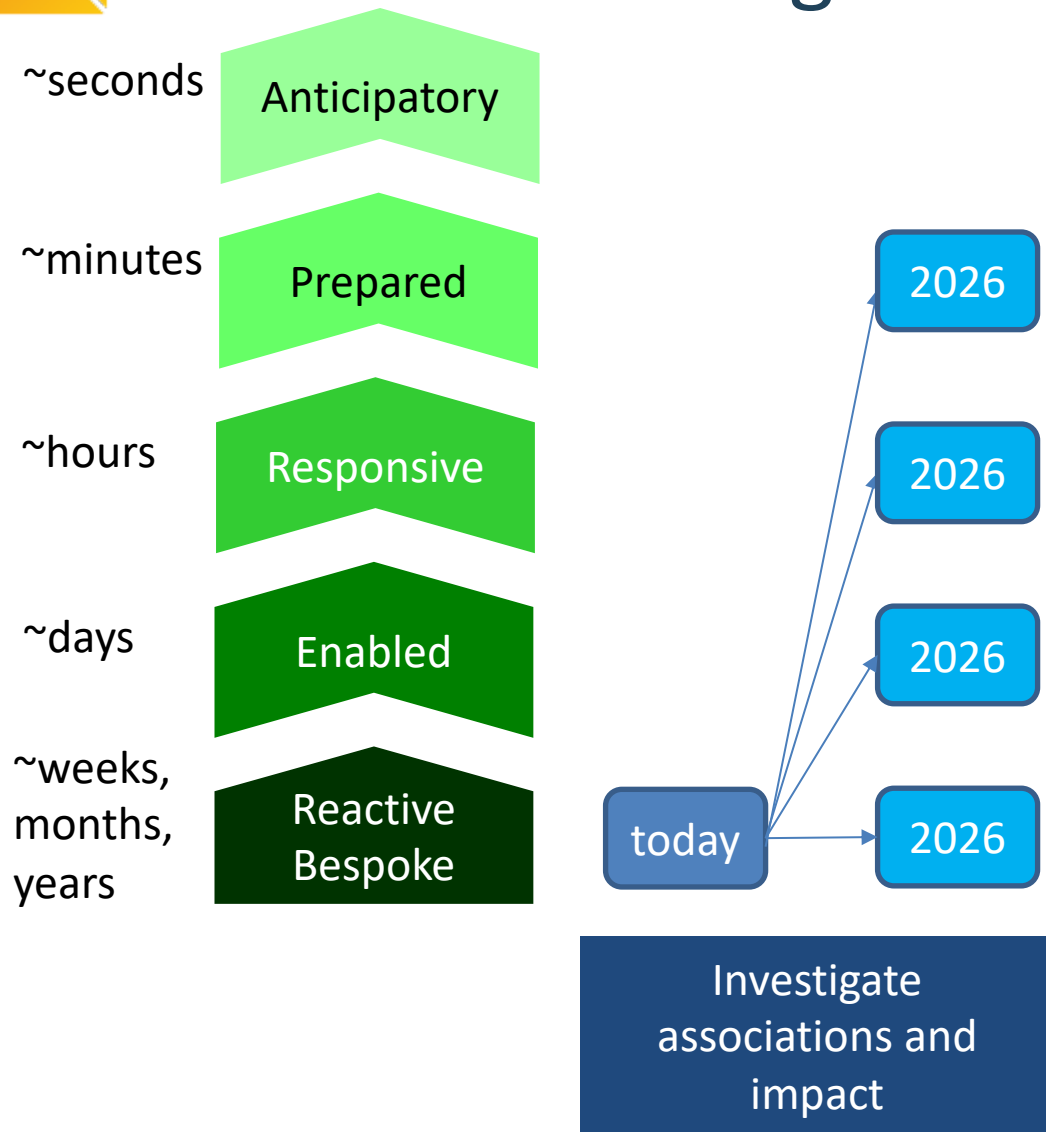 ~seconds
Anticipatory
~minutes
Prepared
2026
~hours
Responsive
2026
~days
Enabled
2026
~weeks,
months,
years
Reactive
Bespoke
today
2026
Investigate
associations and
impact